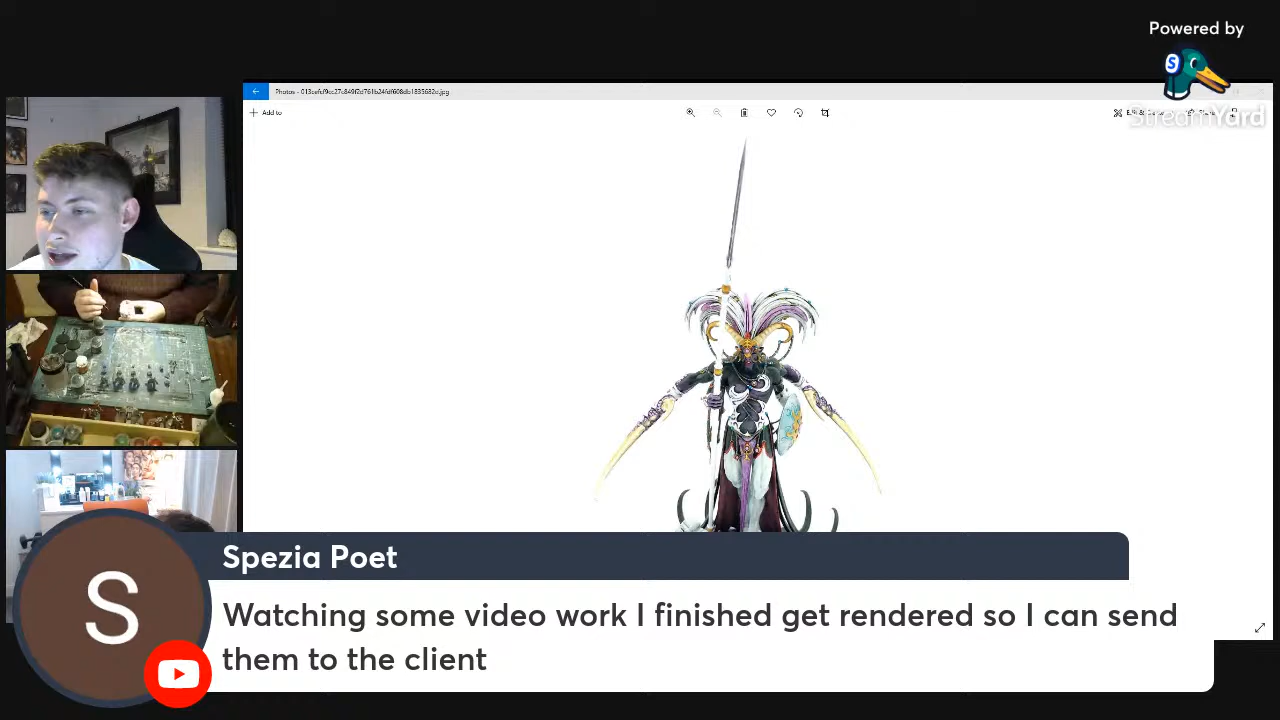 Powered by
StreamYard
Add to
Spezia Poet
S
Watching some video work I finished get rendered so I can send
them to the client